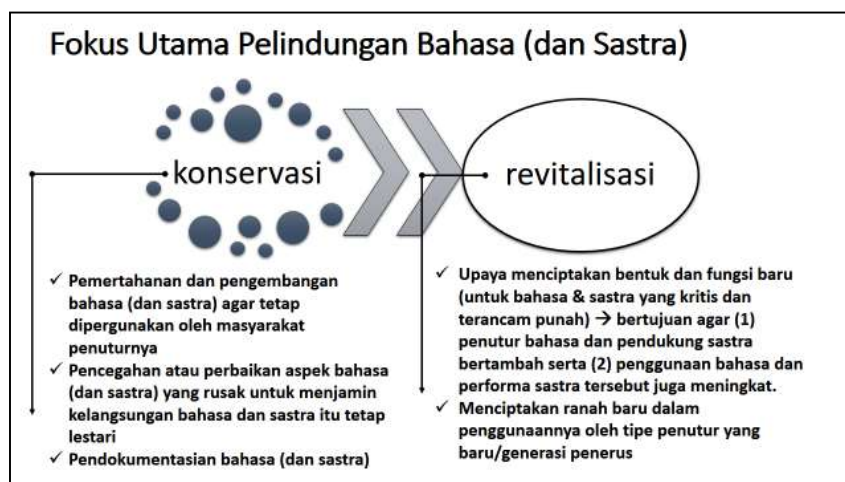 Fokus Utama Pelindungan Bahasa (dan Sastra)
konservasi
revitalisasi
✓ Pemertahanan dan pengembangan
bahasa (dan sastra) agar tetap
dipergunakan oleh masyarakat
penuturnya
✓ Pencegahan atau perbaikan aspek bahasa
(dan sastra) yang rusak untuk menjamin
kelangsungan bahasa dan sastra itu tetap
lestari
✓ Pendokumentasian bahasa (dan sastra)
✓ Upaya menciptakan bentuk dan fungsi baru
(untuk bahasa & sastra yang kritis dan
terancam punah) → bertujuan agar (1)
penutur bahasa dan pendukung sastra
bertambah serta (2) penggunaan bahasa dan
performa sastra tersebut juga meningkat.
✓ Menciptakan ranah baru dalam
penggunaannya oleh tipe penutur yang
baru/generasi penerus